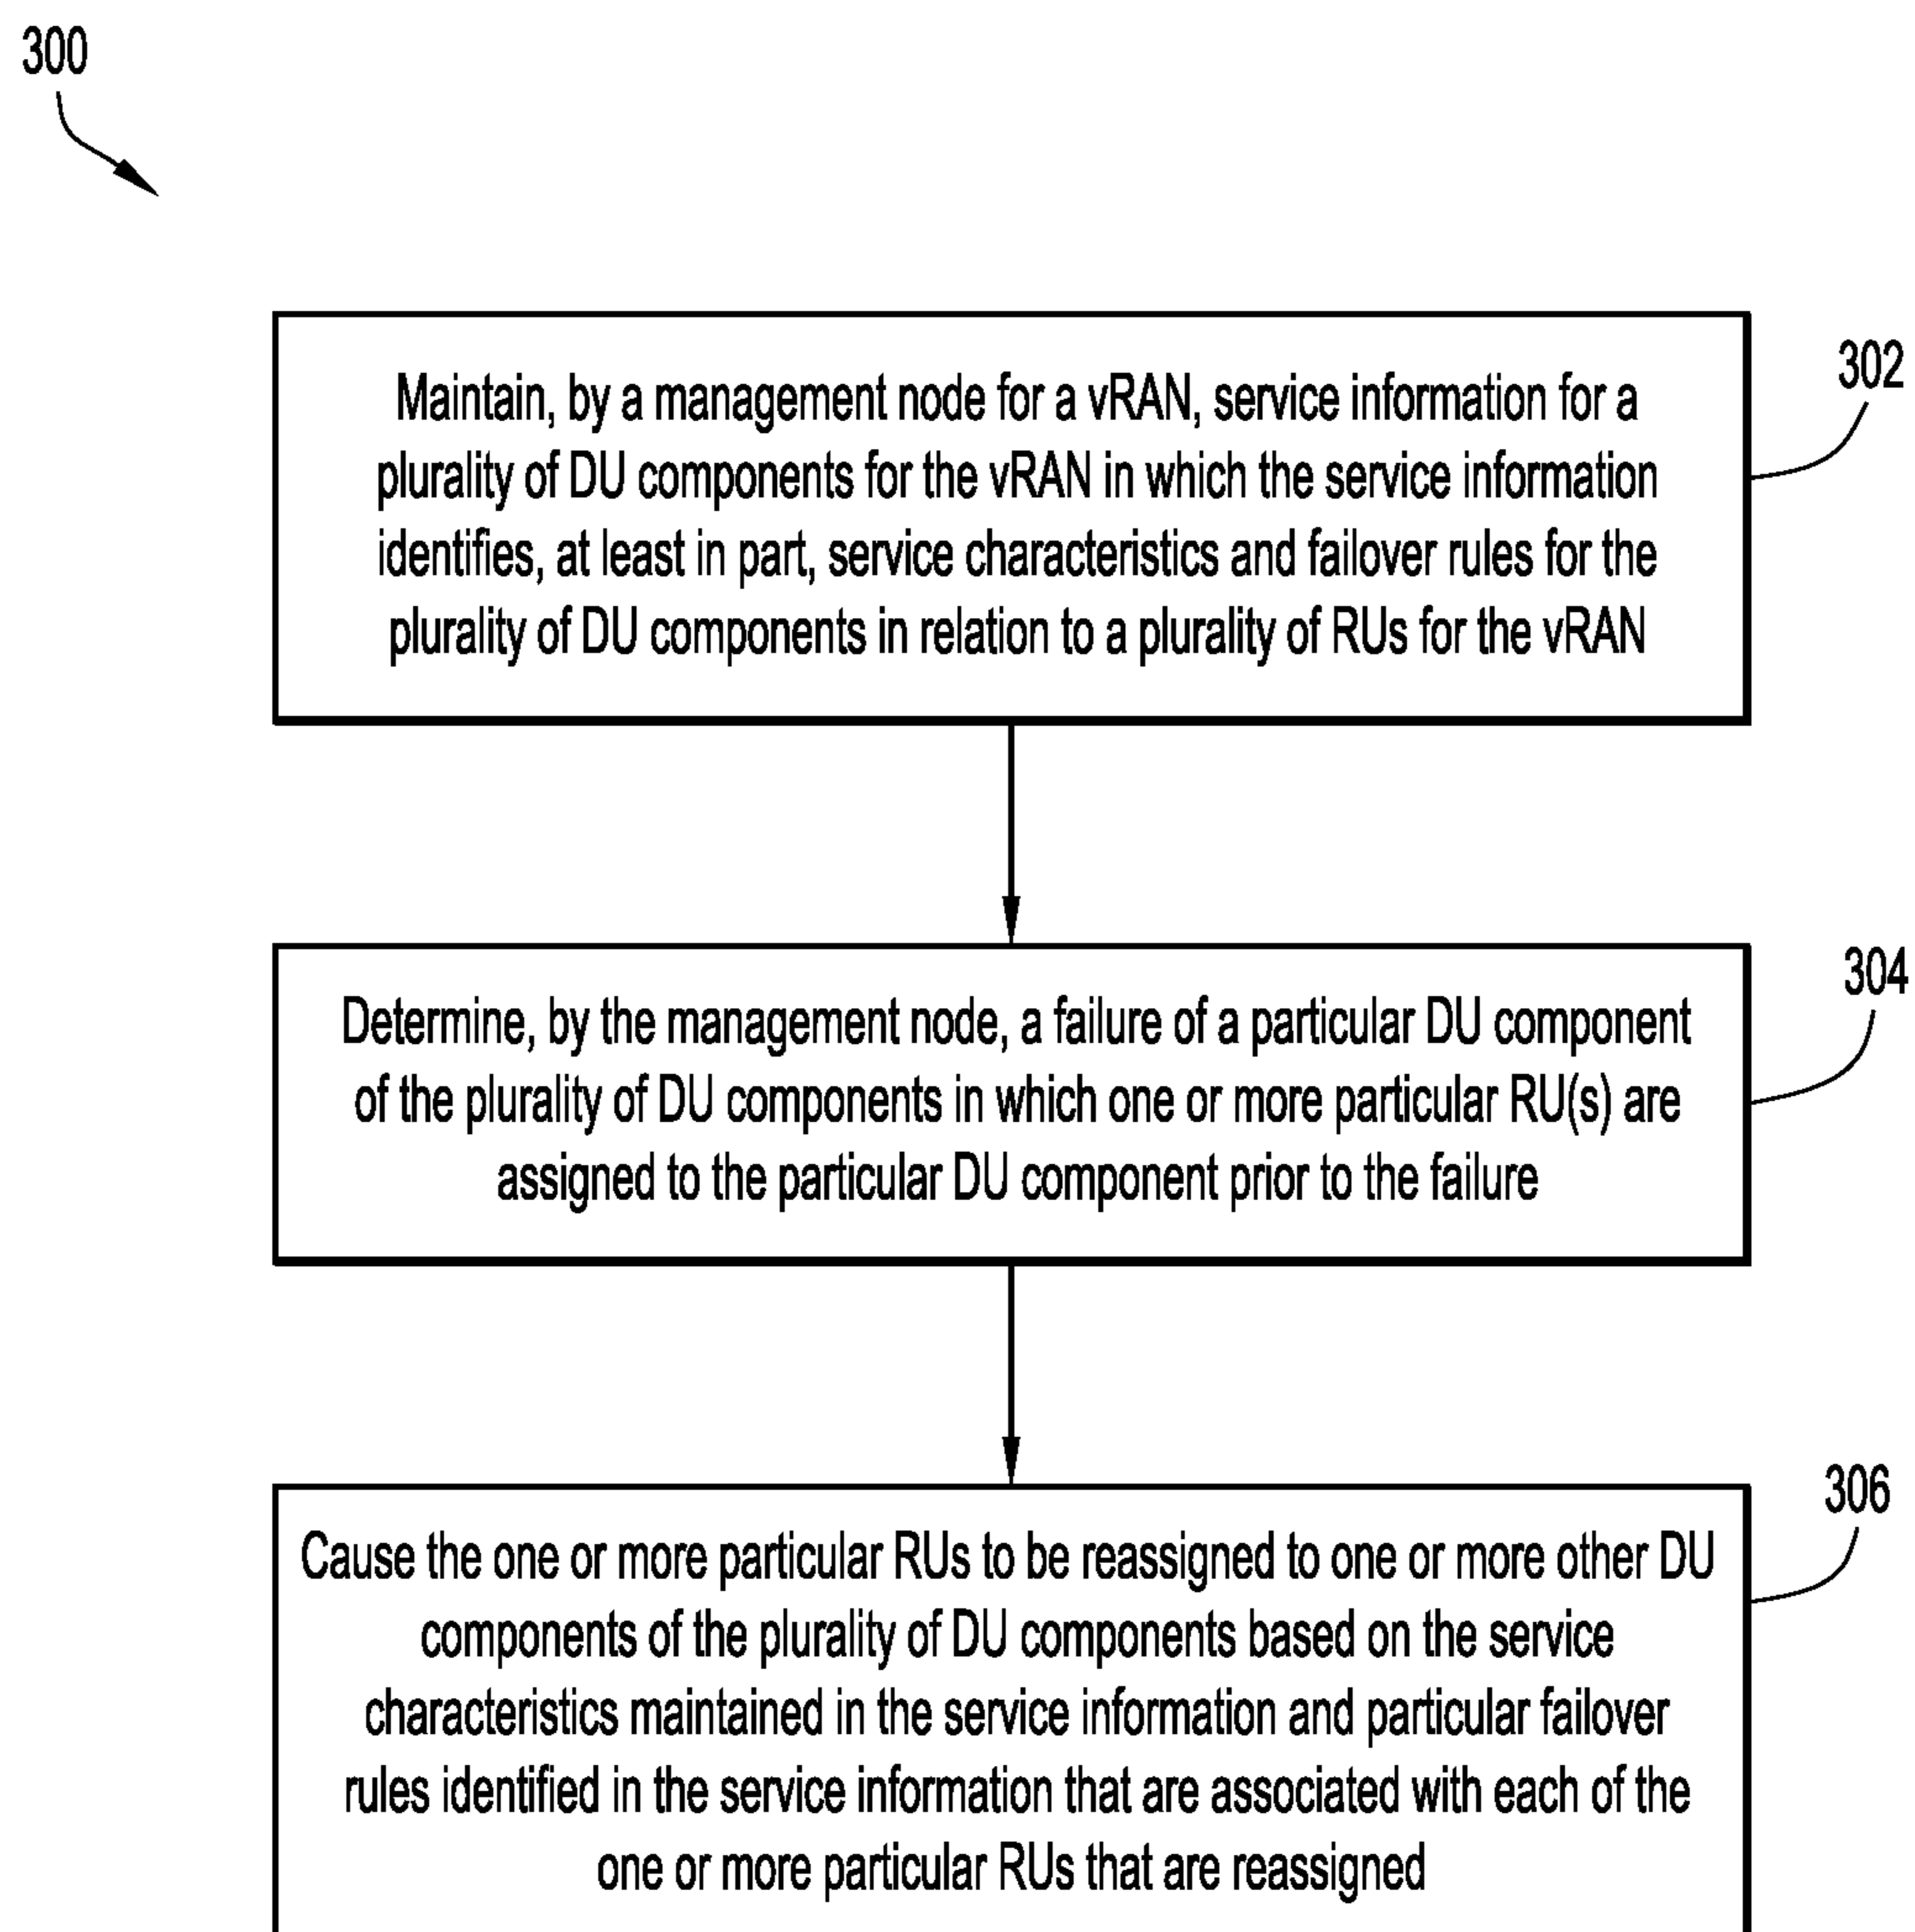 300
302
Maintain, by a management node for a vRAN, service information for a
plurality of DU components for the vRAN in which the service information
identifies, at least in part, service characteristics and failover rules for the
plurality of DU components in relation to a plurality of RUs for the vRAN
304
Determine, by the management node, a failure of a particular DU component
of the plurality of DU components in which one or more particular RU(s) are
assigned to the particular DU component prior to the failure
306
Cause the one or more particular RUs to be reassigned to one or more other DU
components of the plurality of DU components based on the service
characteristics maintained in the service information and particular failover
rules identified in the service information that are associated with each of the
one or more particular RUs that are reassigned